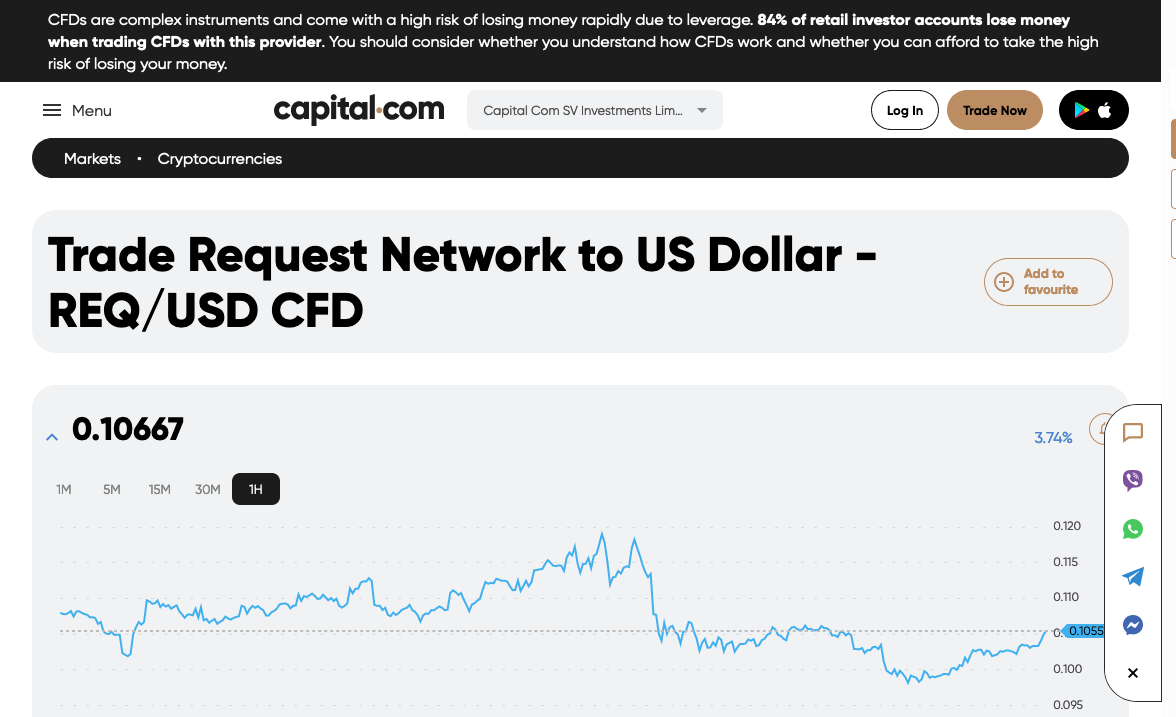 CFDs are complex instruments and come with a high risk of losing money rapidly due to leverage. 84% of retail investor accounts lose money
when trading CFDs with this provider. You should consider whether you understand how CFDs work and whether you can afford to take the high
risk of losing your money.
Menu
capital.com
Capital Com SV Investments Lim...
Log In
Trade Now
Markets • Cryptocurrencies
Trade Request Network to US Dollar -
REQ/USD CFD
Add to
favourite
0.10667
3.74%
1M 5M 15M 30M 1H
0.120
0.115
0.110
0.1055
0.100
0.095